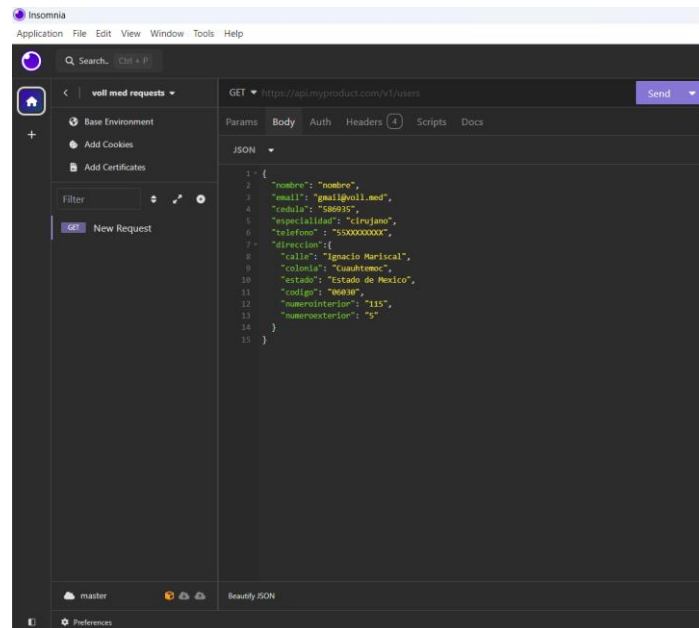 Insomnia
Application File Edit View Window Tools Help
Search.. Ctrl + P
voll med requests
GET https://api.myproduct.com/v1/users
Send
Base Environment
Add Cookies
Add Certificates
Params Body Auth Headers 4 Scripts Docs
JSON
Filter
GET New Request
1 {
2 "nombre": "nombre",
3 "email": "gmail@voll.med",
4 "cedula": "586935",
5 "especialidad": "cirujano",
6 "telefono" : "55XXXXXXXX",
7 "direccion":{
8 "calle": "Ignacio Mariscal",
9 "colonia": "Cuauhtemoc",
10 "estado": "Estado de Mexico",
11 "codigo": "06030",
12 "numerointerior": "115",
13 "numeroexterior": "5"
14 }
15 }
master
Beautify JSON
Preferences